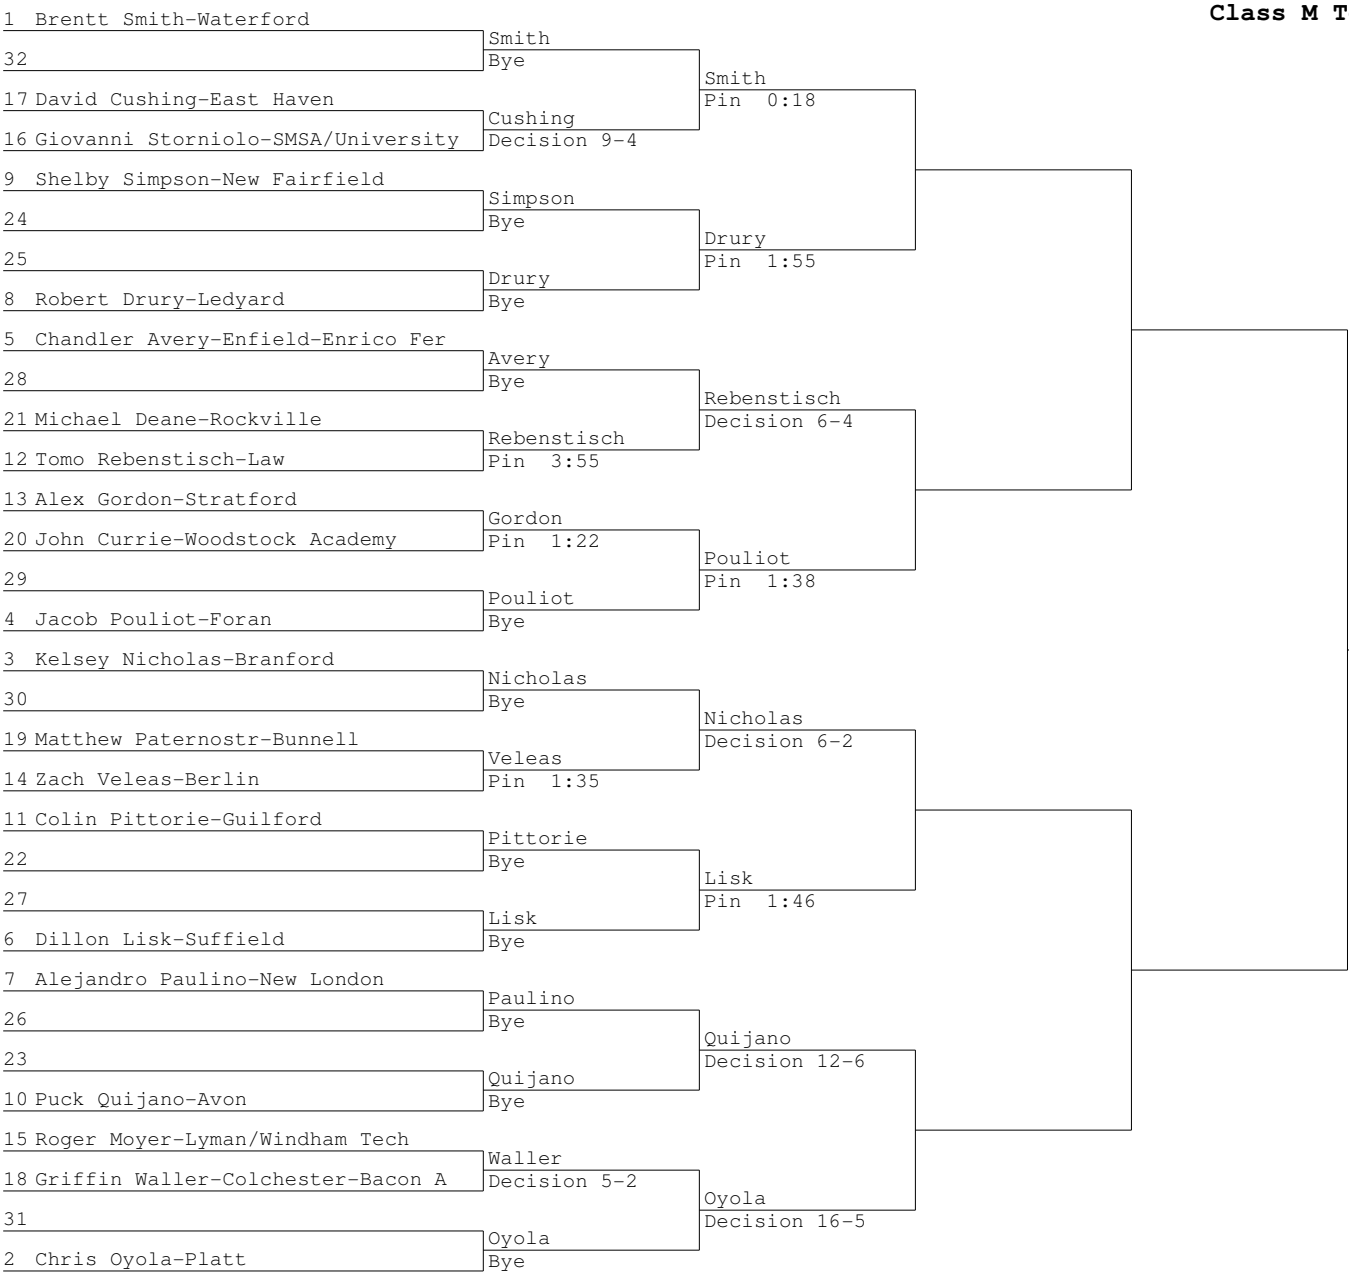 Class M T
1 Brentt Smith-Waterford
32
17 David Cushing-East Haven
16 Giovanni Storniolo-SMSA/University
9 Shelby Simpson-New Fairfield
24
25
8 Robert Drury-Ledyard
5 Chandler Avery-Enfield-Enrico Fer
28
21 Michael Deane-Rockville
12 Tomo Rebenstisch-Law
13 Alex Gordon-Stratford
20 John Currie-Woodstock Academy
29
4 Jacob Pouliot-Foran
3 Kelsey Nicholas-Branford
30
19 Matthew Paternostr-Bunnell
14 Zach Veleas-Berlin
11 Colin Pittorie-Guilford
22
27
6 Dillon Lisk-Suffield
7 Alejandro Paulino-New London
26
23
10 Puck Quijano-Avon
15 Roger Moyer-Lyman/Windham Tech
18 Griffin Waller-Colchester-Bacon A
31
2 Chris Oyola-Platt
Smith
Bye
Cushing
Decision 9-4
Simpson
Bye
Drury
Bye
Avery
Bye
Rebenstisch
Pin 3:55
Gordon
Pin 1:22
Pouliot
Bye
Nicholas
Bye
Veleas
Pin 1:35
Pittorie
Bye
Lisk
Bye
Paulino
Bye
Quijano
Bye
Waller
Decision 5-2
Oyola
Bye
Smith
Pin 0:18
Drury
Pin 1:55
Rebenstisch
Decision 6-4
Pouliot
Pin 1:38
Nicholas
Decision 6-2
Lisk
Pin 1:46
Quijano
Decision 12-6
Oyola
Decision 16-5